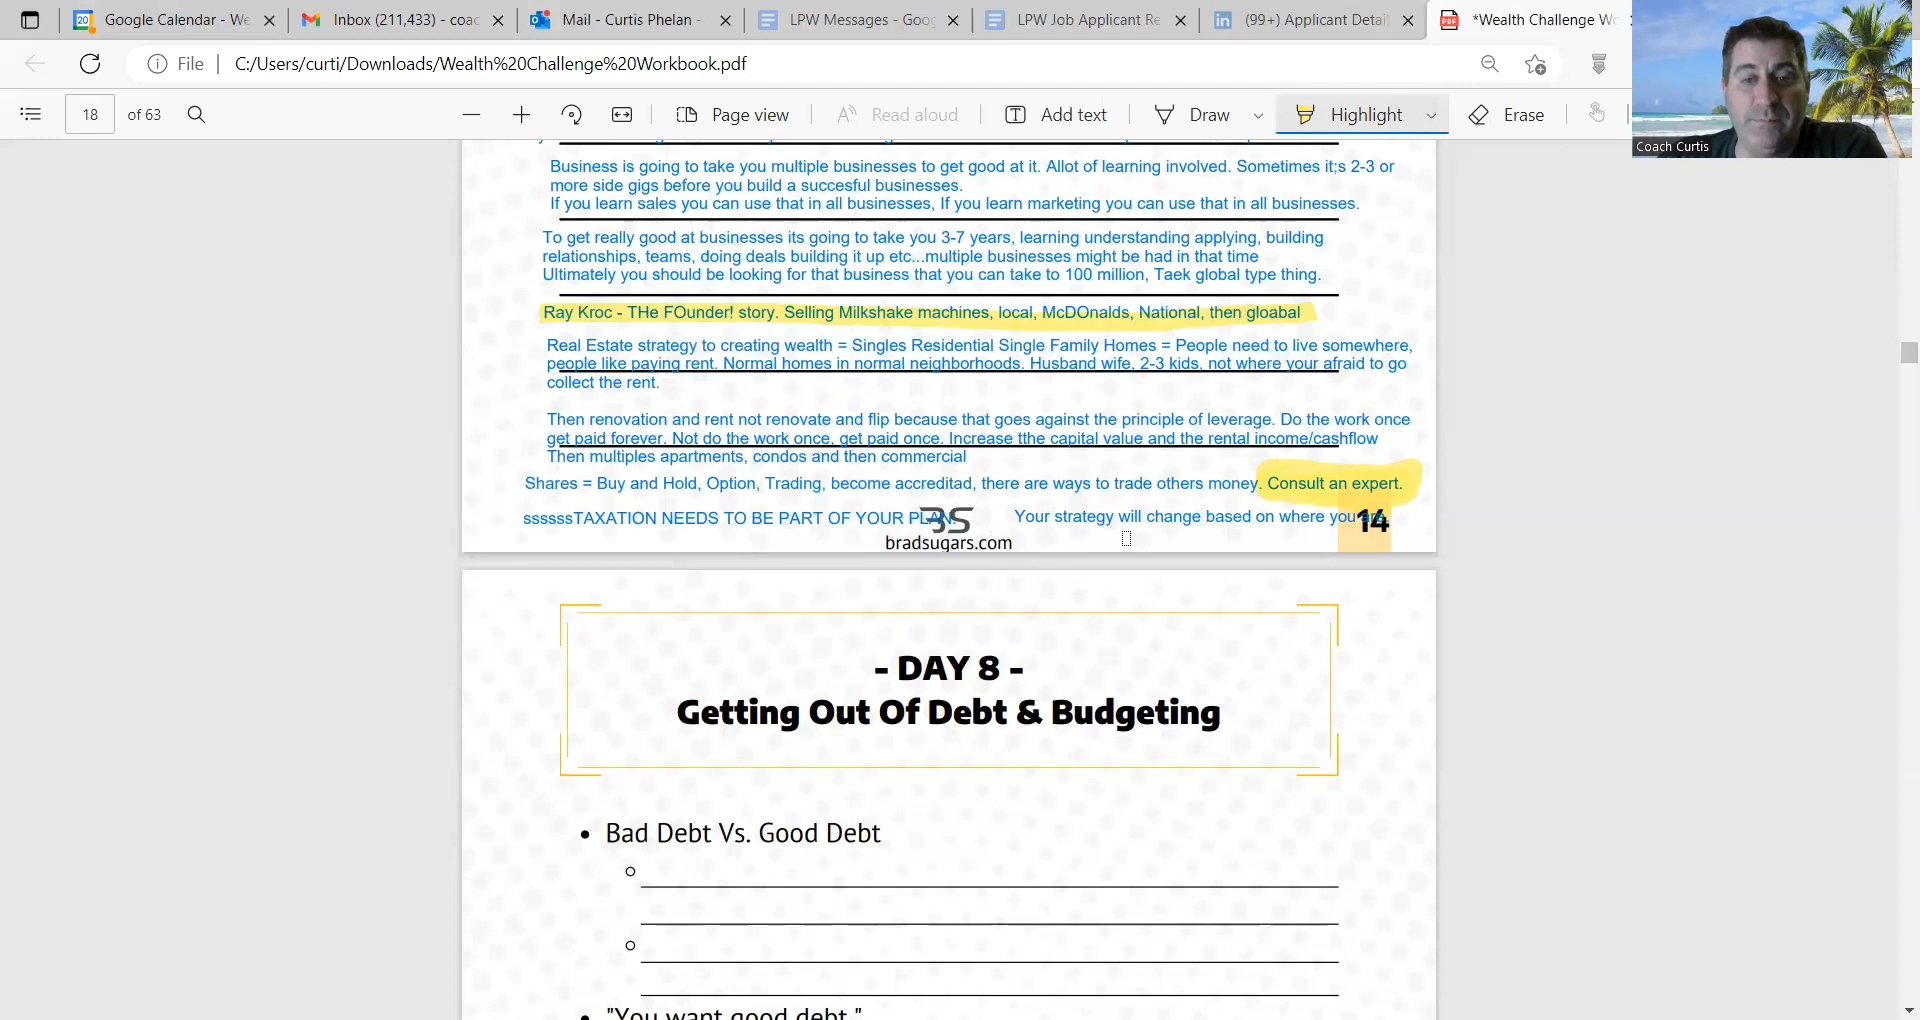 Google Calendar - We
Inbox (211,433) - coac
Mail - Curtis Phelan -
LPW Messages - Goog
LPW Job Applicant Re
(99+) Applicant Detail
*Wealth Challenge Wo
File
C:/Users/curti/Downloads/Wealth%20Challenge%20Workbook.pdf
18 of 63
Page view
Read aloud
Add text
Draw
Highlight
Erase
Coach Curtis
Business is going to take you multiple businesses to get good at it. Allot of learning involved. Sometimes it;s 2-3 or
more side gigs before you build a succesful businesses.
If you learn sales you can use that in all businesses, If you learn marketing you can use that in all businesses.
To get really good at businesses its going to take you 3-7 years, learning understanding applying, building
relationships, teams, doing deals building it up etc...multiple businesses might be had in that time
Ultimately you should be looking for that business that you can take to 100 million, Taek global type thing.
Ray Kroc - THe FOunder! story. Selling Milkshake machines, local, McDOnalds, National, then gloabal
Real Estate strategy to creating wealth = Singles Residential Single Family Homes = People need to live somewhere,
people like paying rent. Normal homes in normal neighborhoods. Husband wife, 2-3 kids, not where your afraid to go
collect the rent.
Then renovation and rent not renovate and flip because that goes against the principle of leverage. Do the work once
get paid forever. Not do the work once, get paid once. Increase tthe capital value and the rental income/cashflow
Then multiples apartments, condos and then commercial
Shares = Buy and Hold, Option, Trading, become accreditad, there are ways to trade others money. Consult an expert.
ssssssTAXATION NEEDS TO BE PART OF YOUR PLAN.
BS
Your strategy will change based on where you are.
14
bradsugars.com
- DAY 8 -
Getting Out Of Debt & Budgeting
• Bad Debt Vs. Good Debt
• "You want good debt."